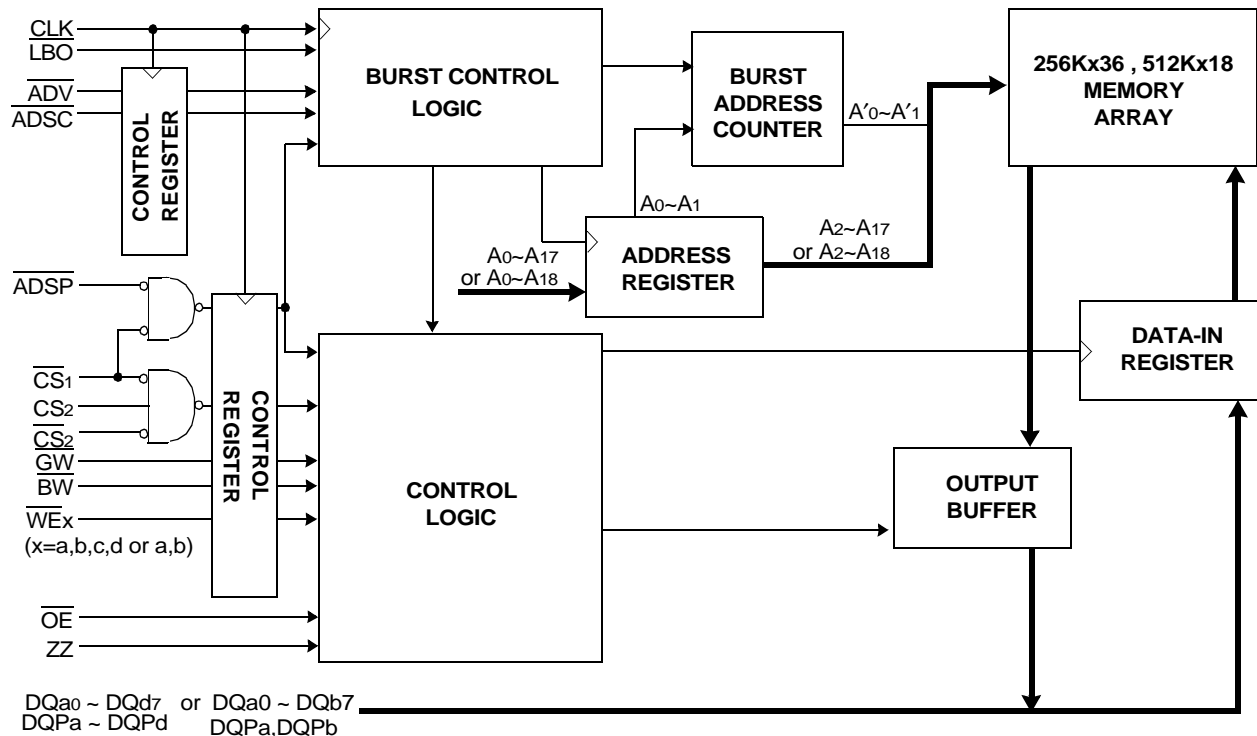 CLK
LBO
ADV
ADSC
CONTROL
REGISTER
BURST CONTROL
LOGIC
BURST
ADDRESS
COUNTER
A′0~A′1
256Kx36 , 512Kx18
MEMORY
ARRAY
A0~A1
A0~A17
or A0~A18
ADDRESS
REGISTER
A2~A17
or A2~A18
ADSP
CS1
CS2
CS2
GW
BW
WEx
(x=a,b,c,d or a,b)
CONTROL
REGISTER
CONTROL
LOGIC
DATA-IN
REGISTER
OUTPUT
BUFFER
OE
ZZ
DQa0 ~ DQd7 or DQa0 ~ DQb7
DQPa ~ DQPd DQPa,DQPb